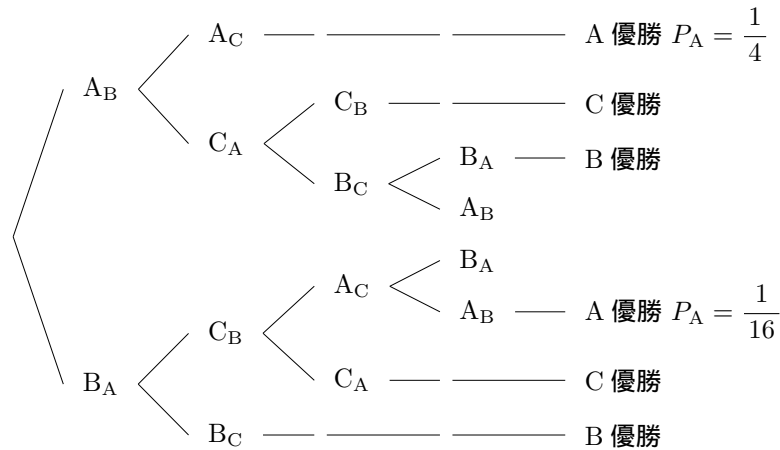 A_C A 優勝 P_A = 1/4
A_B
C_B C 優勝
C_A
B_A B 優勝
B_C
A_B
B_A
A_C
A_B A 優勝 P_A = 1/16
C_B
C_A C 優勝
B_A
B_C B 優勝